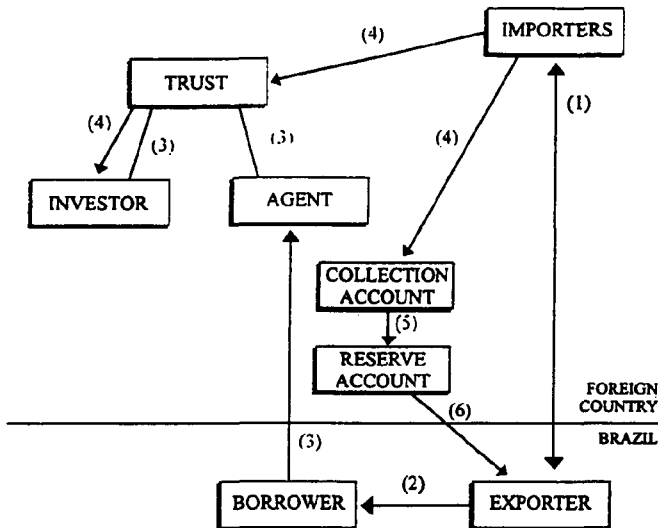 IMPORTERS
(4)
TRUST
(1)
(4)
(3)
(3)
(4)
INVESTOR
AGENT
COLLECTION
ACCOUNT
(5)
RESERVE
ACCOUNT
FOREIGN
COUNTRY
(6)
(3)
BRAZIL
(2)
BORROWER
EXPORTER